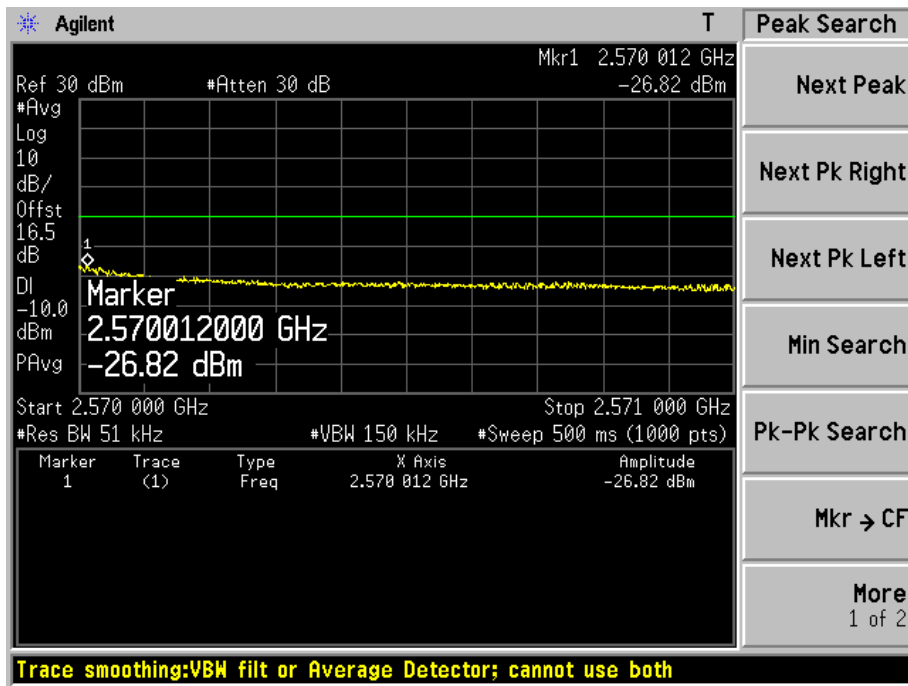 Agilent T Peak Search
Mkr1 2.570 012 GHz
Ref 30 dBm #Atten 30 dB -26.82 dBm
#Avg
Log
10
dB/
Offst
16.5
dB
DI
-10.0
dBm
PAvg
1
Marker
2.570012000 GHz
-26.82 dBm
Start 2.570 000 GHz Stop 2.571 000 GHz
#Res BW 51 kHz #VBW 150 kHz #Sweep 500 ms (1000 pts)
Marker Trace Type X Axis Amplitude
1 (1) Freq 2.570 012 GHz -26.82 dBm
Next Peak
Next Pk Right
Next Pk Left
Min Search
Pk-Pk Search
Mkr → CF
More
1 of 2
Trace smoothing:VBW filt or Average Detector; cannot use both